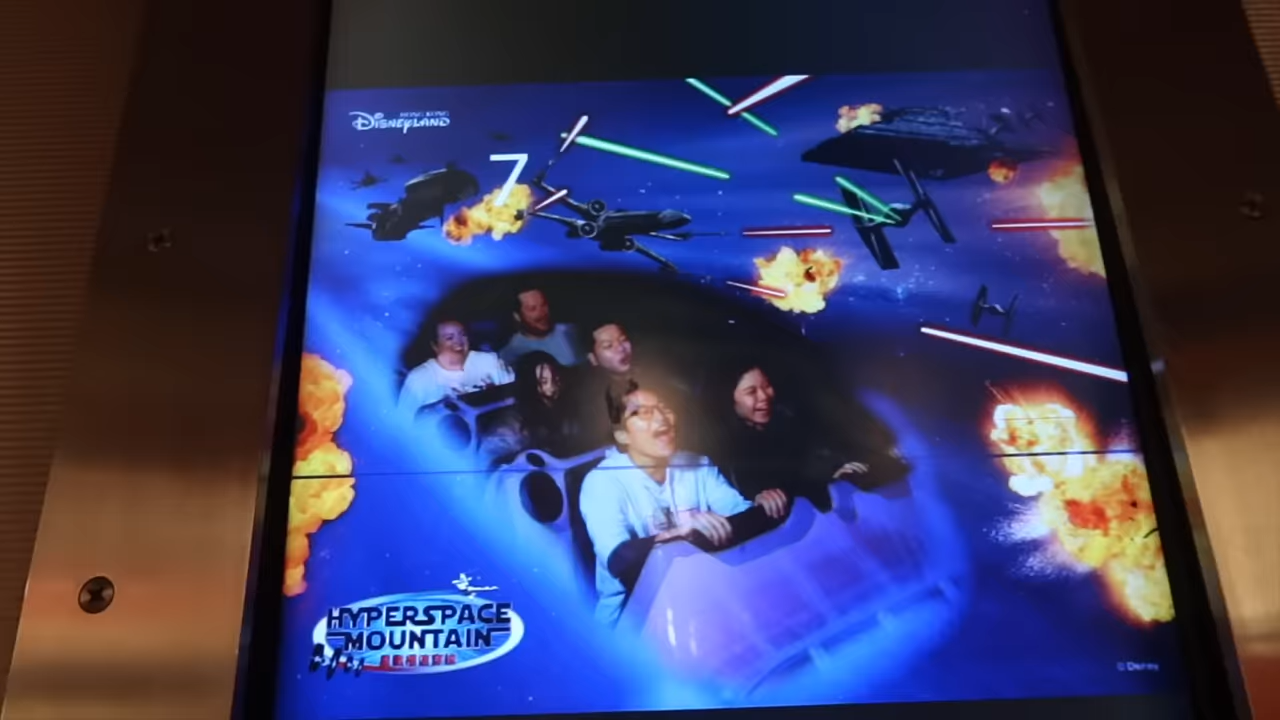 HONG KONG
DISNEYLAND
7
HYPERSPACE
MOUNTAIN
© Disney